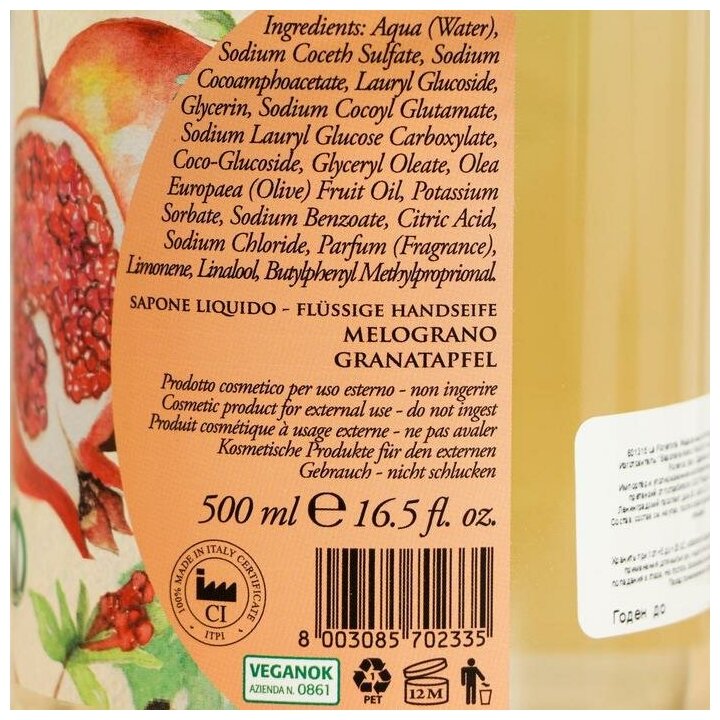 Ingredients: Aqua (Water),
Sodium Coceth Sulfate, Sodium
Cocoamphoacetate, Lauryl Glucoside,
Glycerin, Sodium Cocoyl Glutamate,
Sodium Lauryl Glucose Carboxylate,
Coco-Glucoside, Glyceryl Oleate, Olea
Europaea (Olive) Fruit Oil, Potassium
Sorbate, Sodium Benzoate, Citric Acid,
Sodium Chloride, Parfum (Fragrance),
Limonene, Linalool, Butylphenyl Methylproprional.
SAPONE LIQUIDO - FLÜSSIGE HANDSEIFE
MELOGRANO
GRANATAPFEL
Prodotto cosmetico per uso esterno - non ingerire
Cosmetic product for external use - do not ingest
Produit cosmétique à usage externe - ne pas avaler
Kosmetische Produkte für den externen
Gebrauch - nicht schlucken
500 ml e 16.5 fl. oz.
100% MADE IN ITALY CERTIFICATE
CI
• ITPI •
8 003085 702335
VEGANOK
AZIENDA N. 0861
1
PET
12 M
Годен до